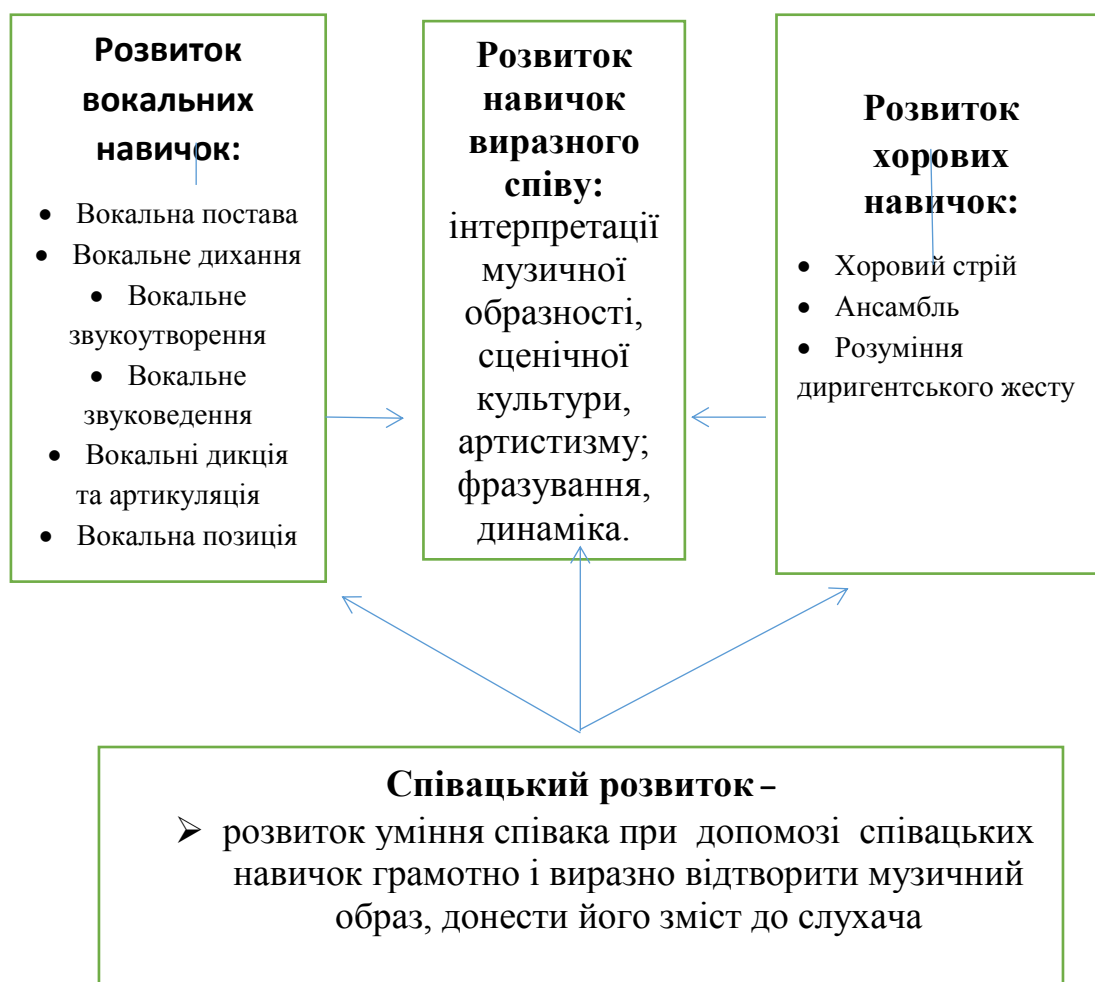 Розвиток
вокальних
навичок:
• Вокальна постава
• Вокальне дихання
• Вокальне
звукоутворення
• Вокальне
звуковедення
• Вокальні дикція
та артикуляція
• Вокальна позиція
Розвиток
навичок
виразного
співу:
інтерпретації
музичної
образності,
сценічної
культури,
артистизму;
фразування,
динаміка.
Розвиток
хорових
навичок:
• Хоровий стрій
• Ансамбль
• Розуміння
диригентського жесту
Співацький розвиток –
➢ розвиток уміння співака при допомозі співацьких
навичок грамотно і виразно відтворити музичний
образ, донести його зміст до слухача